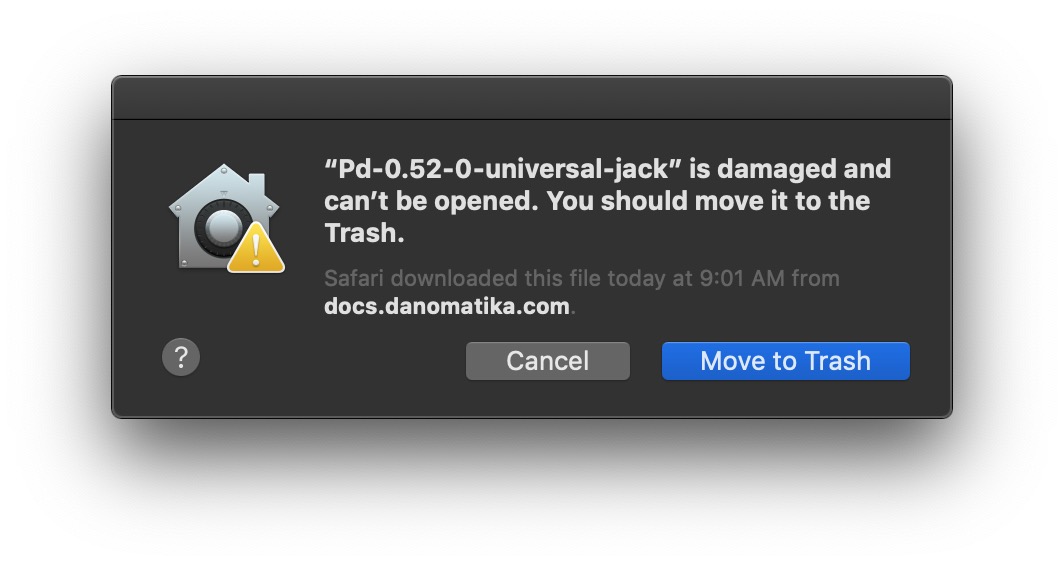 “Pd-0.52-0-universal-jack” is damaged and
can’t be opened. You should move it to the
Trash.
Safari downloaded this file today at 9:01 AM from
docs.danomatika.com.
?
Cancel
Move to Trash